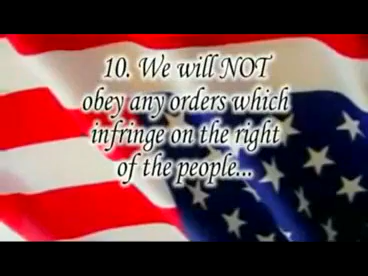 10. We will NOT
obey any orders which
infringe on the right
of the people...